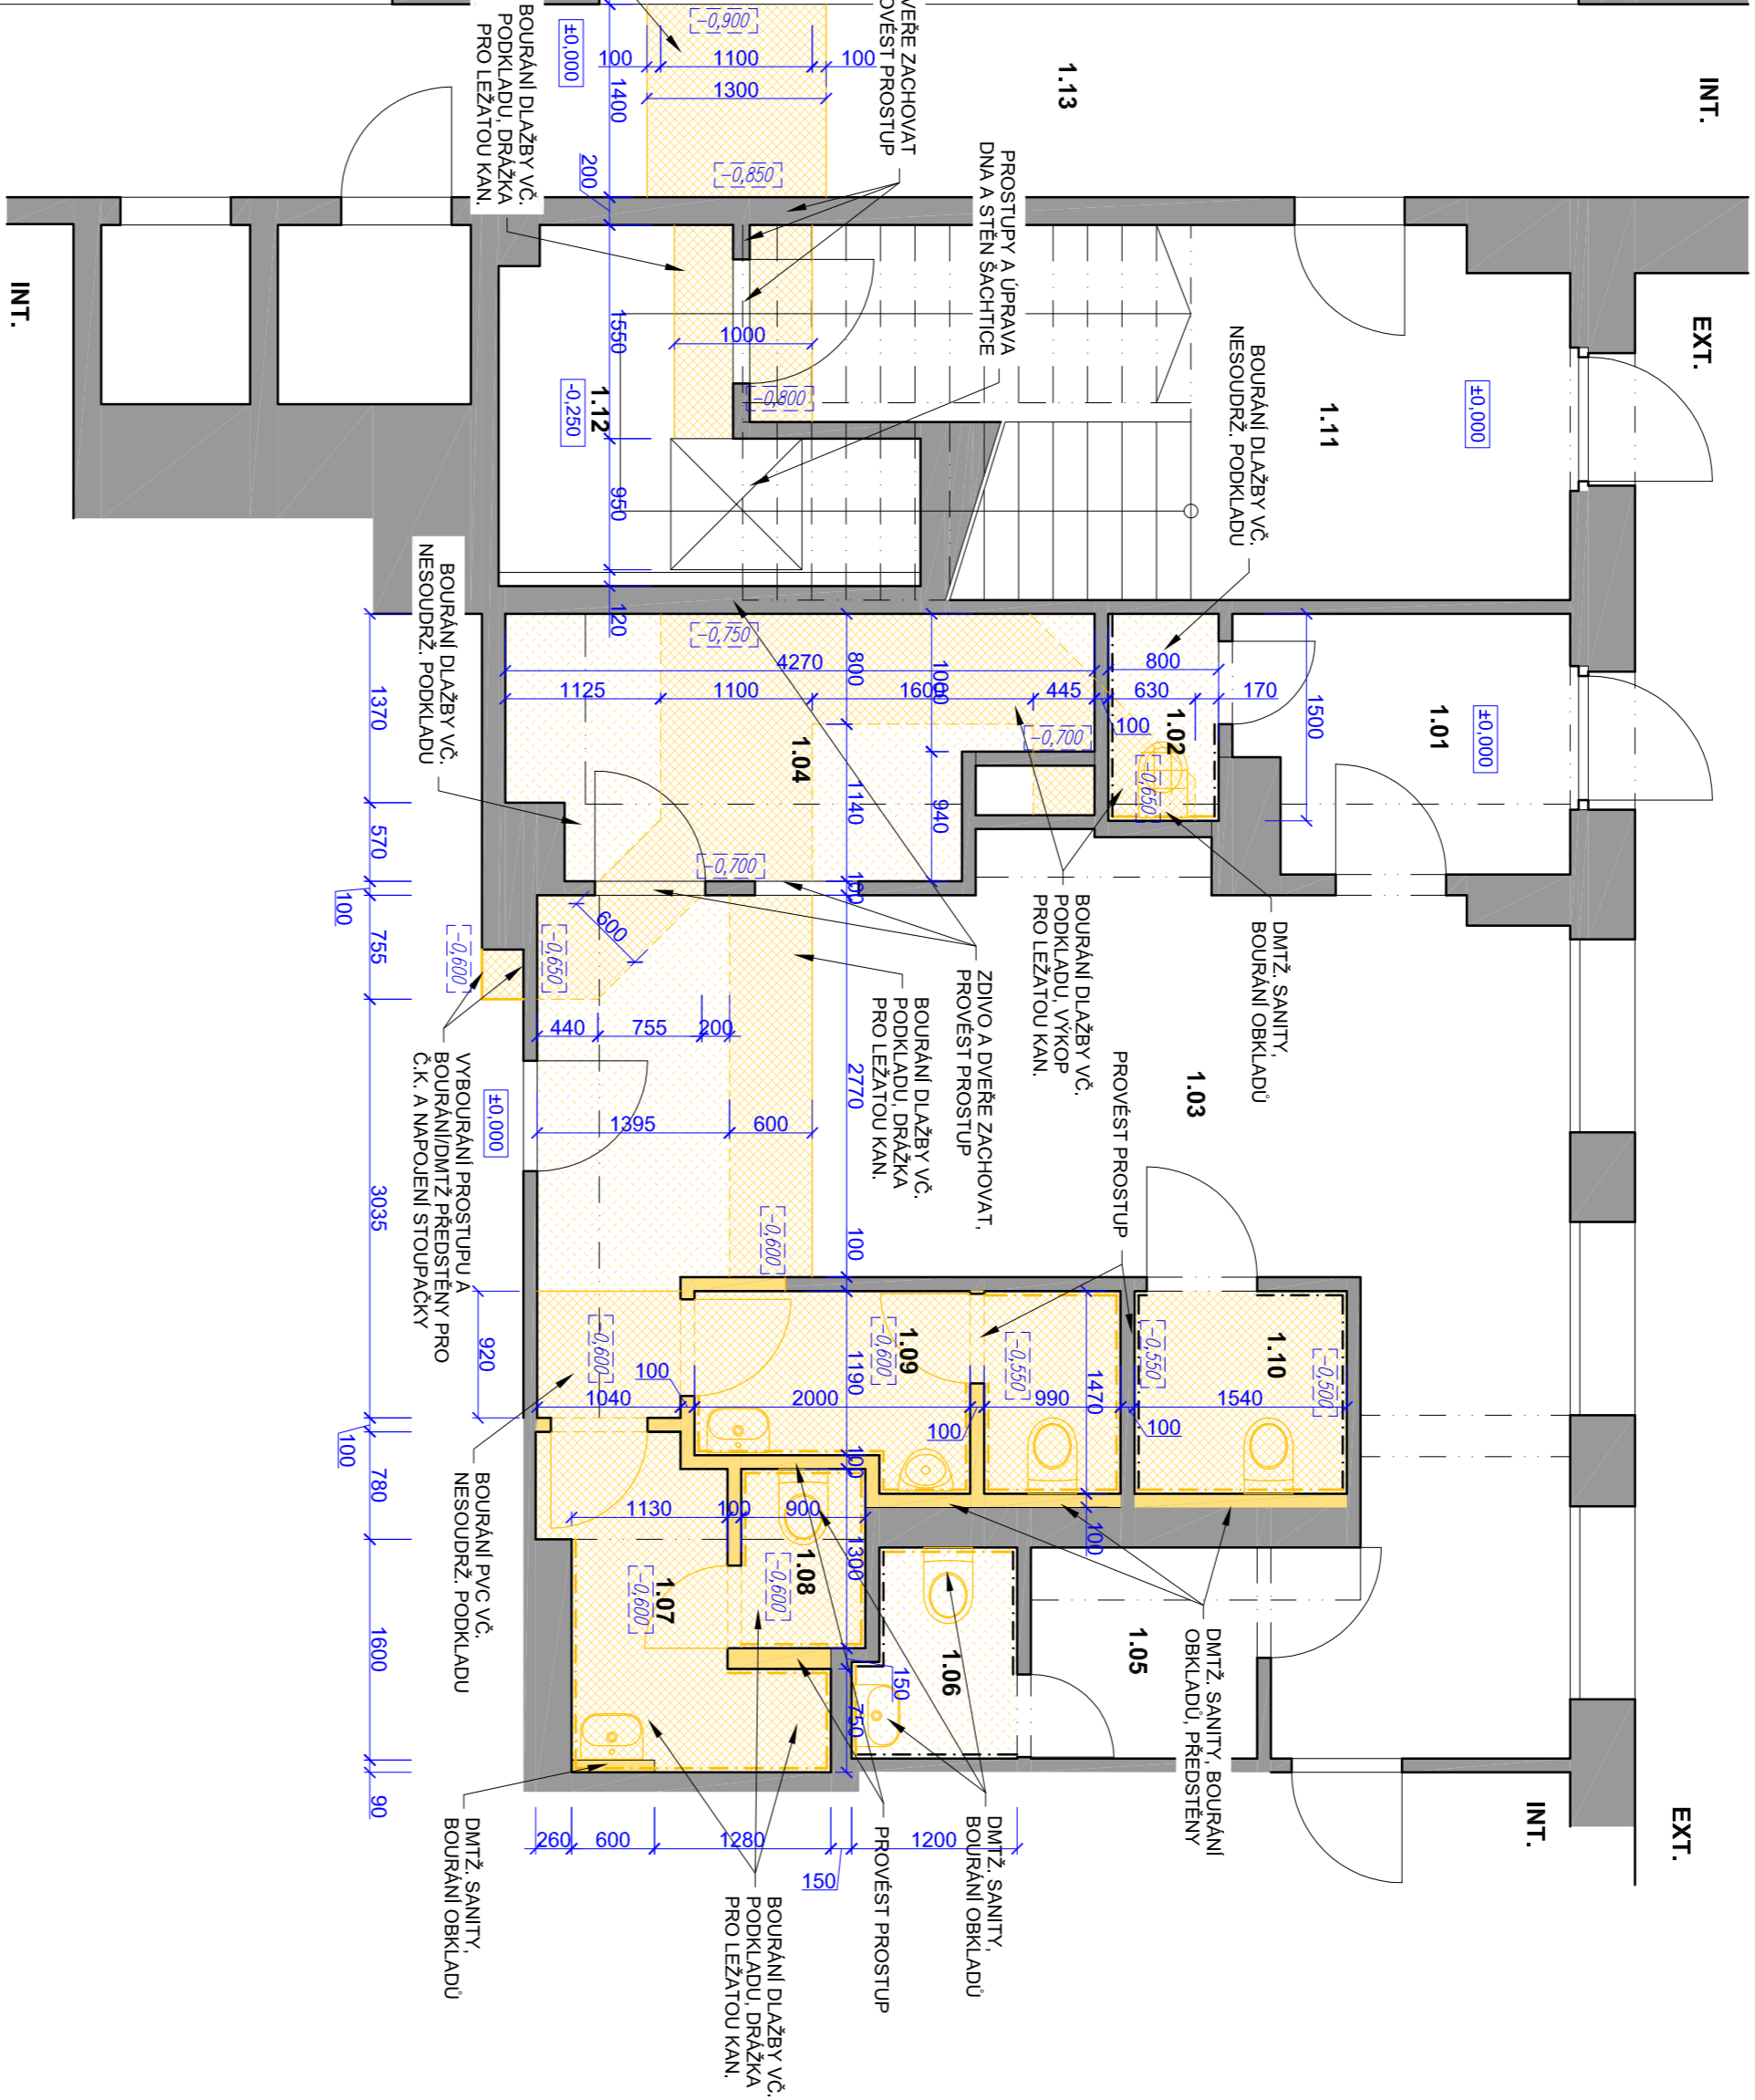 INT.
EXT.
1.13
1.11
1.01
±0,000
±0,000
VEŘE ZACHOVAT
OVÉST PROSTUP
-0,900
100
1100
100
1300
±0,000
1400
200
-0,850
BOURÁNÍ DLAŽBY VČ.
PODKLADU, DRÁŽKA
PRO LEŽATOU KAN.
PROSTUPY A ÚPRAVA
DNA A STĚN ŠACHTICE
BOURÁNÍ DLAŽBY VČ.
NESOUDRŽ. PODKLADU
1550
1000
-0,800
1.12
-0,250
950
120
INT.
BOURÁNÍ DLAŽBY VČ.
NESOUDRŽ. PODKLADU
-0,750
4270
800
1000
1125
1100
1600
445
100
800
630
170
1500
1.02
-0,650
-0,700
1.04
1140
940
-0,700
100
1370
570
100
755
3035
920
100
780
1600
90
600
-0,650
-0,600
440
755
200
2770
1395
600
100
-0,600
±0,000
1.03
DMTŽ. SANITY,
BOURÁNÍ OBKLADŮ
BOURÁNÍ DLAŽBY VČ.
PODKLADU, VÝKOP
PRO LEŽATOU KAN.
ZDIVO A DVEŘE ZACHOVAT,
PROVÉST PROSTUP
BOURÁNÍ DLAŽBY VČ.
PODKLADU, DRÁŽKA
PRO LEŽATOU KAN.
PROVÉST PROSTUP
VYBOURÁNÍ PROSTUPU A
BOURÁNÍ/DMTŽ PŘEDSTĚNY PRO
Č.K. A NAPOJENÍ STOUPAČKY
-0,600
1040
100
2000
1190
1.09
-0,600
-0,550
990
1470
100
100
-0,550
1.10
-0,500
1540
100
100
1130
100
900
1300
1.08
-0,600
1.07
-0,600
1.06
150
750
1.05
BOURÁNÍ PVC VČ.
NESOUDRŽ. PODKLADU
DMTŽ. SANITY, BOURÁNÍ
OBKLADŮ, PŘEDSTĚNY
260
600
1280
150
1200
DMTŽ. SANITY,
BOURÁNÍ OBKLADŮ
PROVÉST PROSTUP
DMTŽ. SANITY,
BOURÁNÍ OBKLADŮ
BOURÁNÍ DLAŽBY VČ.
PODKLADU, DRÁŽKA
PRO LEŽATOU KAN.
INT.
EXT.